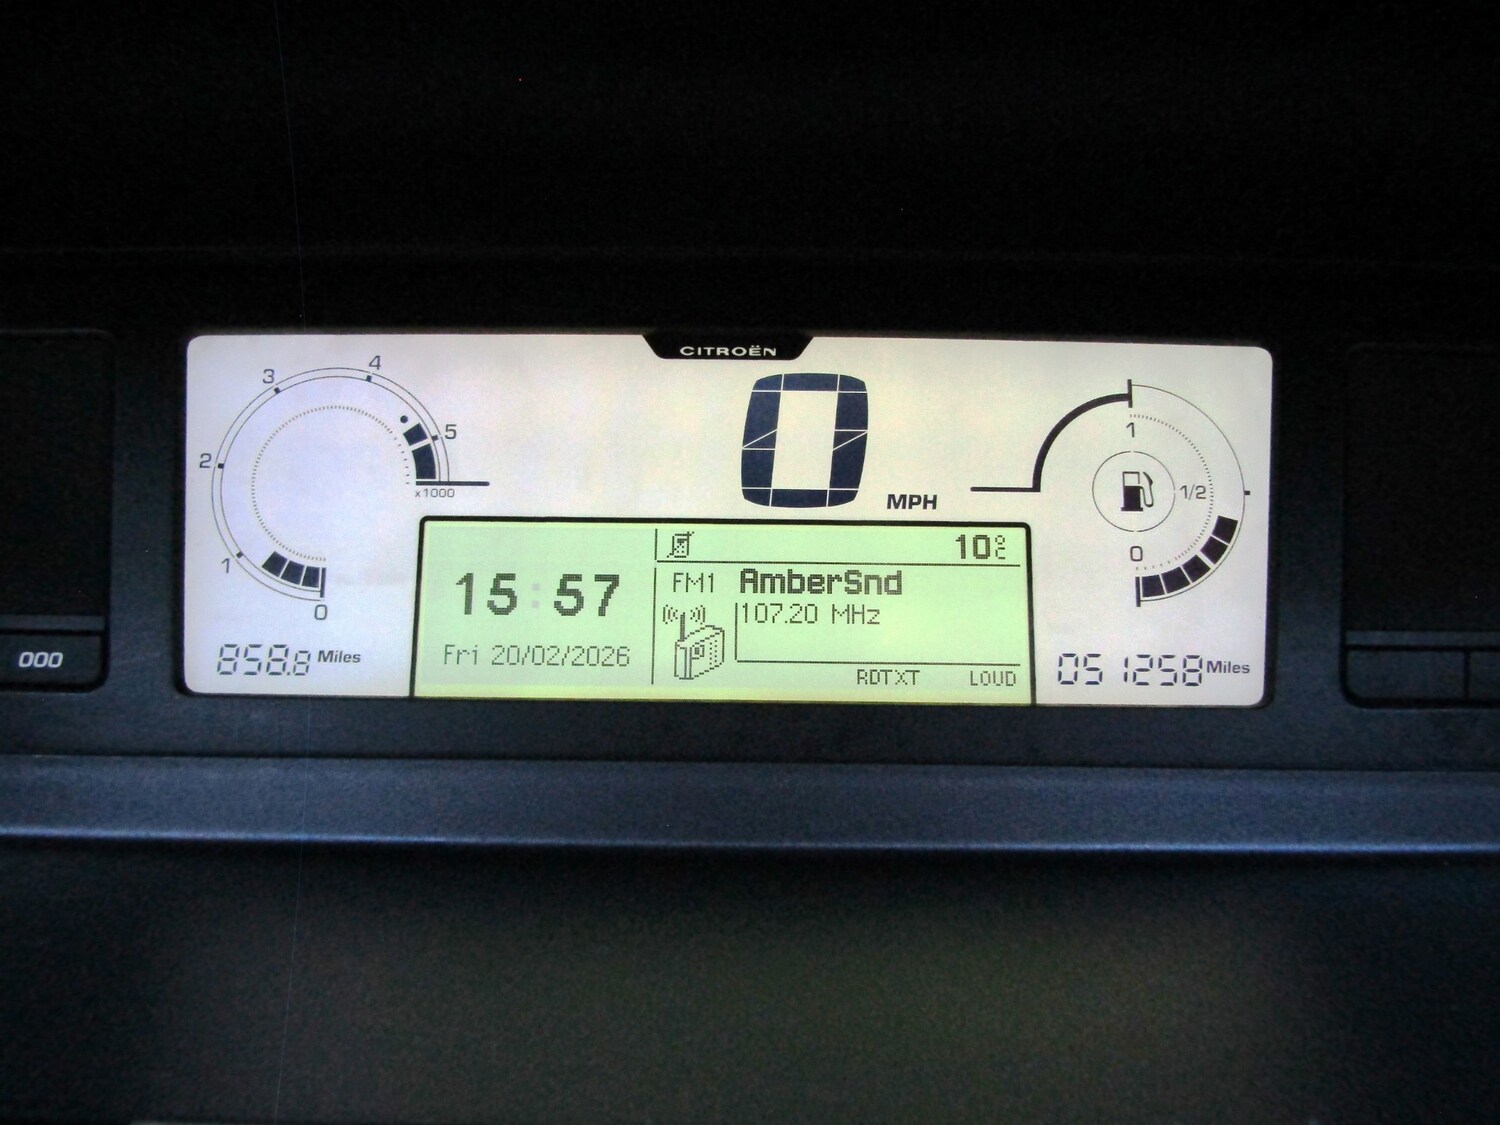 CITROËN
4
3
5
2
x1000
1
0
0
MPH
1
1/2
0
10°C
15:57
FM1 AmberSnd
107.20 MHz
Fri 20/02/2026
RDTXT LOUD
858.8 Miles
051258 Miles
000